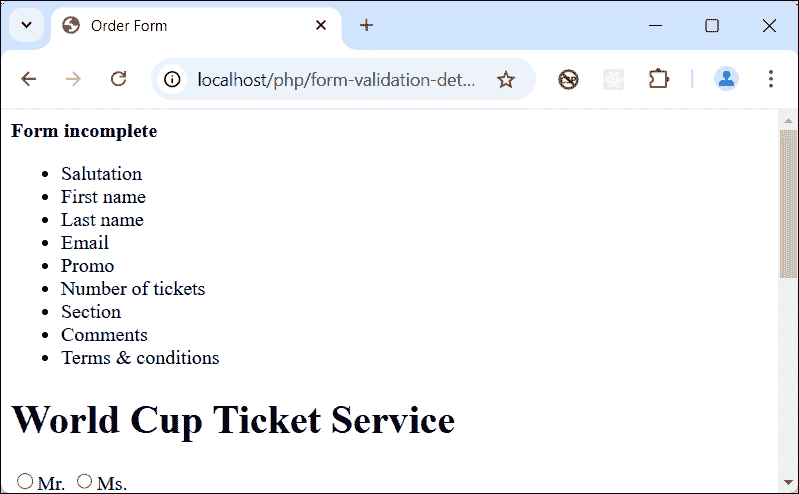 Order Form
localhost/php/form-validation-det...
CSP
Form incomplete
Salutation
First name
Last name
Email
Promo
Number of tickets
Section
Comments
Terms & conditions
World Cup Ticket Service
Mr. Ms.